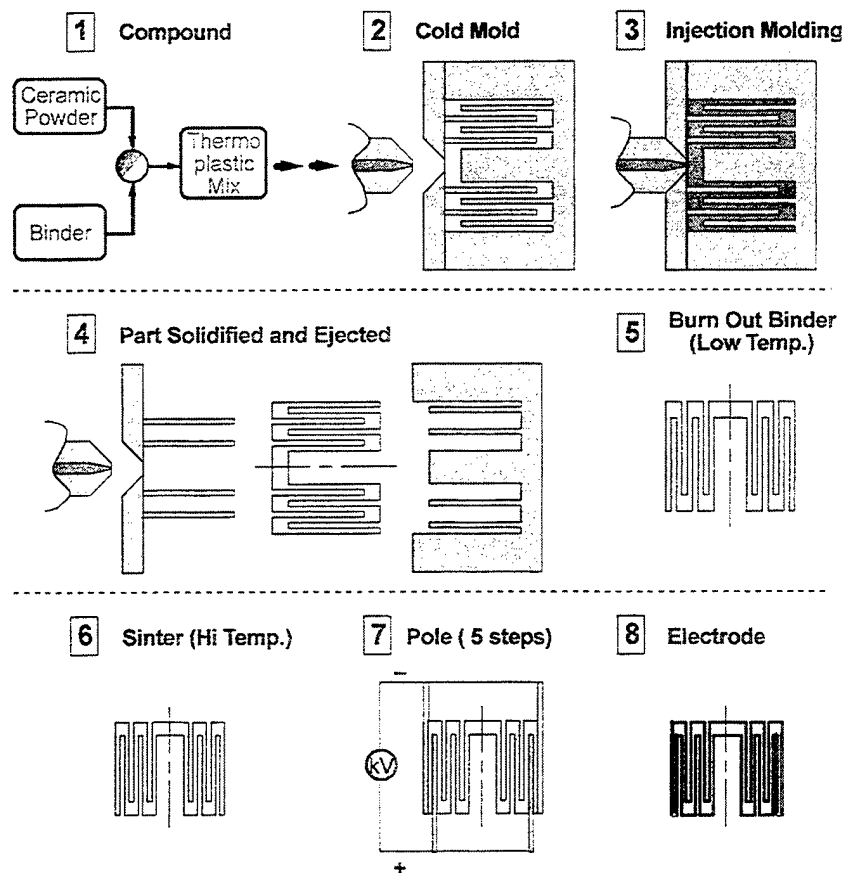 1 Compound
Ceramic
Powder
Binder
Thermo
plastic
Mix
2 Cold Mold
3 Injection Molding
4 Part Solidified and Ejected
5 Burn Out Binder
(Low Temp.)
6 Sinter (Hi Temp.)
7 Pole ( 5 steps)
−
kV
+
8 Electrode